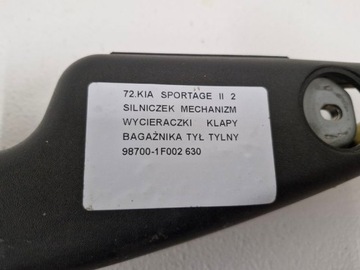 72.KIA SPORTAGE II 2
SILNICZEK MECHANIZM
WYCIERACZKI KLAPY
BAGAŻNIKA TYŁ TYLNY
98700-1F002 630